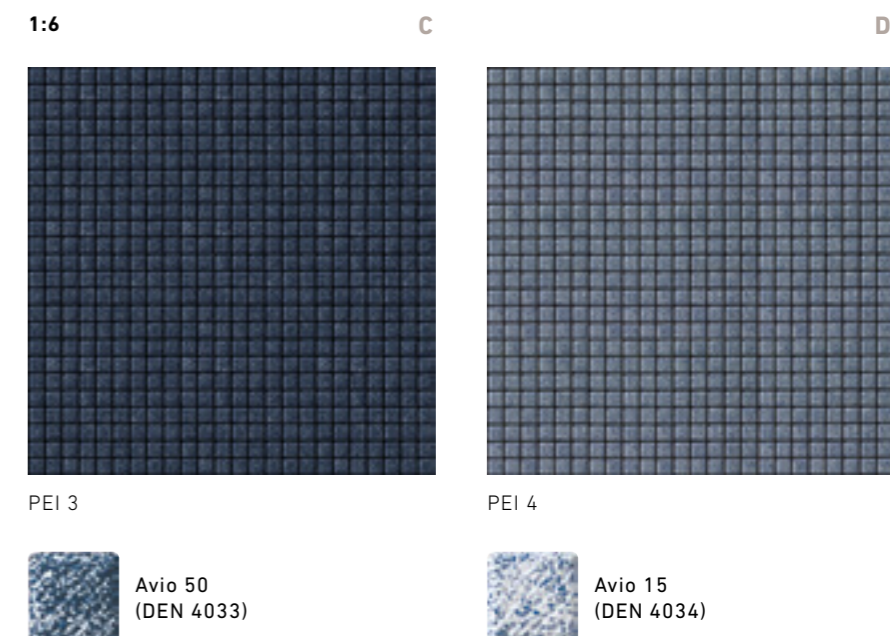 1:6
C
D
PEI 3
PEI 4
Avio 50
(DEN 4033)
Avio 15
(DEN 4034)